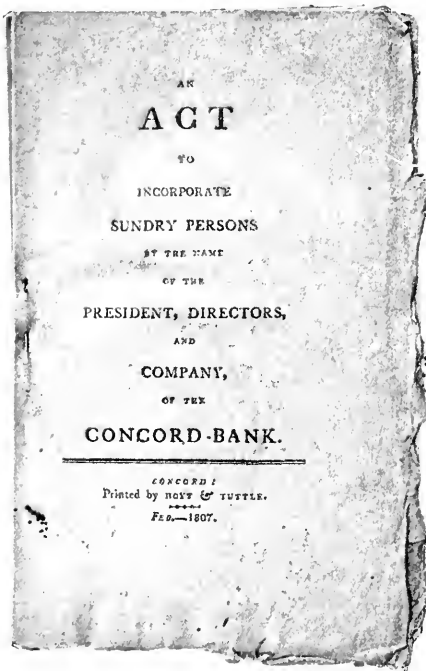 AN
ACT
TO
INCORPORATE
SUNDRY PERSONS
BY THE NAME
OF THE
PRESIDENT, DIRECTORS,
AND
COMPANY,
OF THE
CONCORD-BANK.
CONCORD:
Printed by HOYT & TUTTLE.
FEB.—1807.